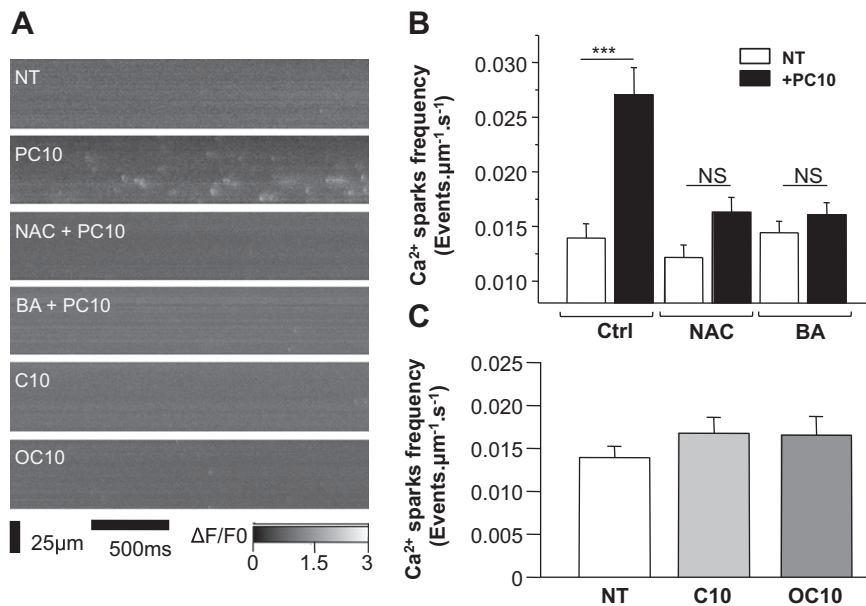 A
NT
PC10
NAC + PC10
BA + PC10
C10
OC10
25µm
500ms
ΔF/F0
0 1.5 3
B
Ca²⁺ sparks frequency
(Events.µm⁻¹.s⁻¹)
0.030
0.025
0.020
0.015
0.010
***
NS
NS
NT
+PC10
Ctrl NAC BA
C
Ca²⁺ sparks frequency
(Events.µm⁻¹.s⁻¹)
0.025
0.020
0.015
0.010
0.005
0
NT C10 OC10